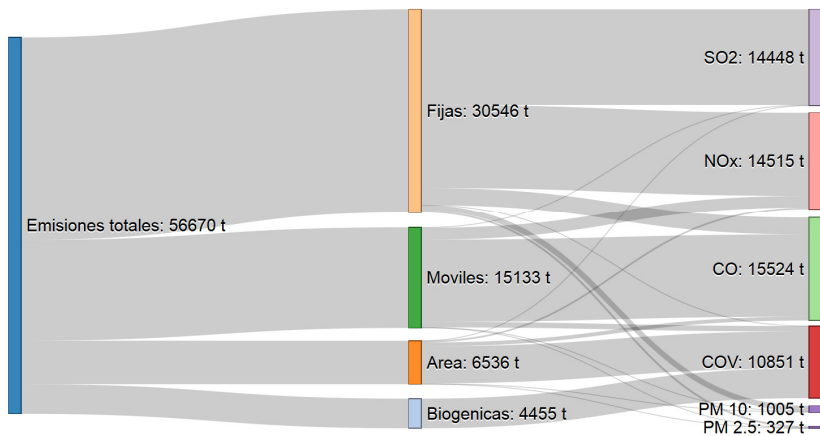 Emisiones totales: 56670 t
Fijas: 30546 t
Moviles: 15133 t
Area: 6536 t
Biogenicas: 4455 t
SO2: 14448 t
NOx: 14515 t
CO: 15524 t
COV: 10851 t
PM 10: 1005 t
PM 2.5: 327 t